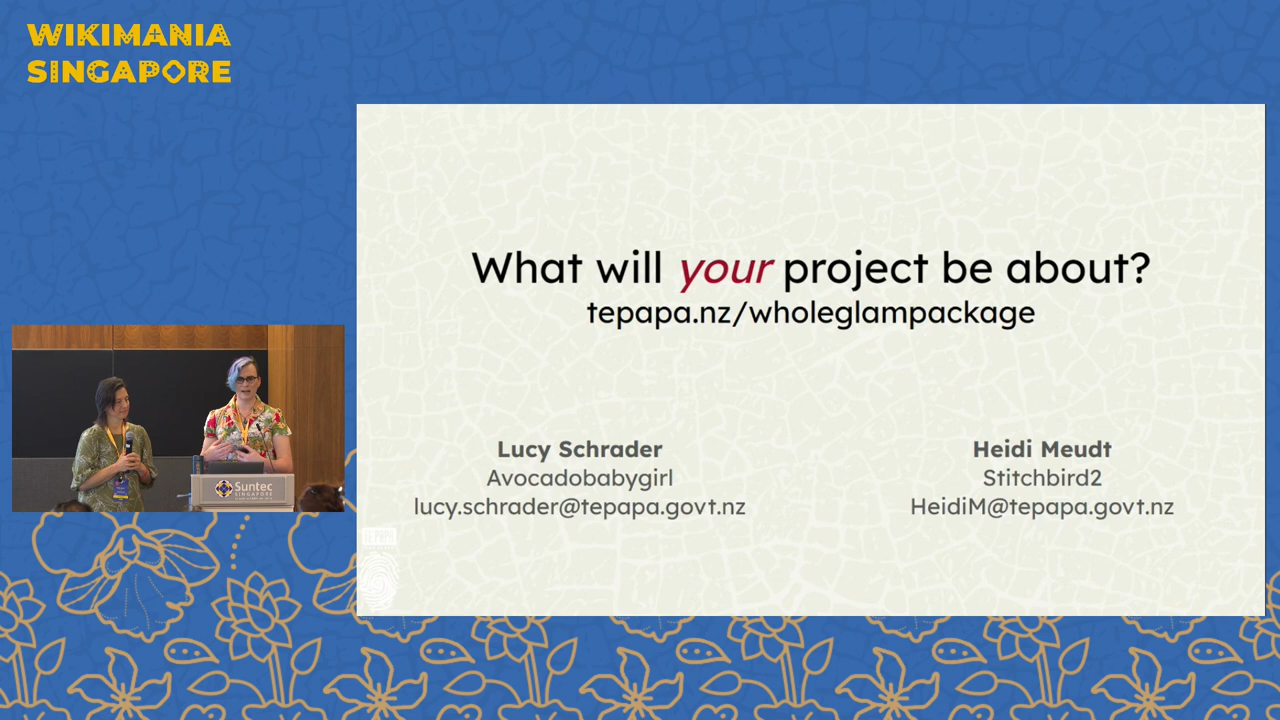 WIKIMANIA
SINGAPORE
What will your project be about?
tepapa.nz/wholeglampackage
Lucy Schrader
Avocadobabygirl
lucy.schrader@tepapa.govt.nz
Heidi Meudt
Stitchbird2
HeidiM@tepapa.govt.nz
Suntec
SINGAPORE